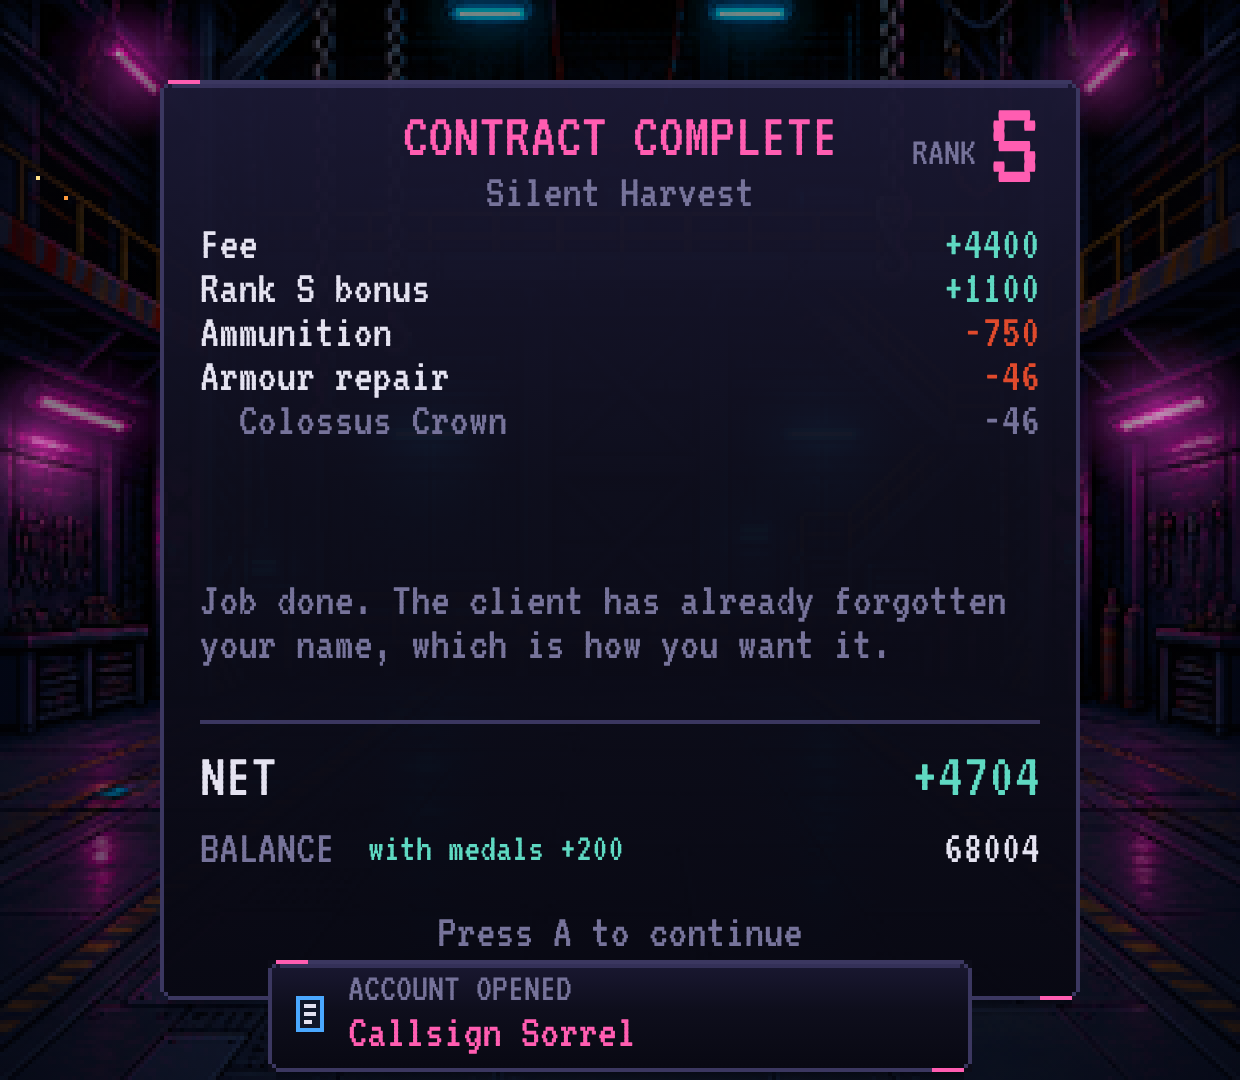 CONTRACT COMPLETE
RANK S
Silent Harvest
Fee +4400
Rank S bonus +1100
Ammunition -750
Armour repair -46
Colossus Crown -46
Job done. The client has already forgotten
your name, which is how you want it.
NET +4704
BALANCE with medals +200 68004
Press A to continue
ACCOUNT OPENED
Callsign Sorrel